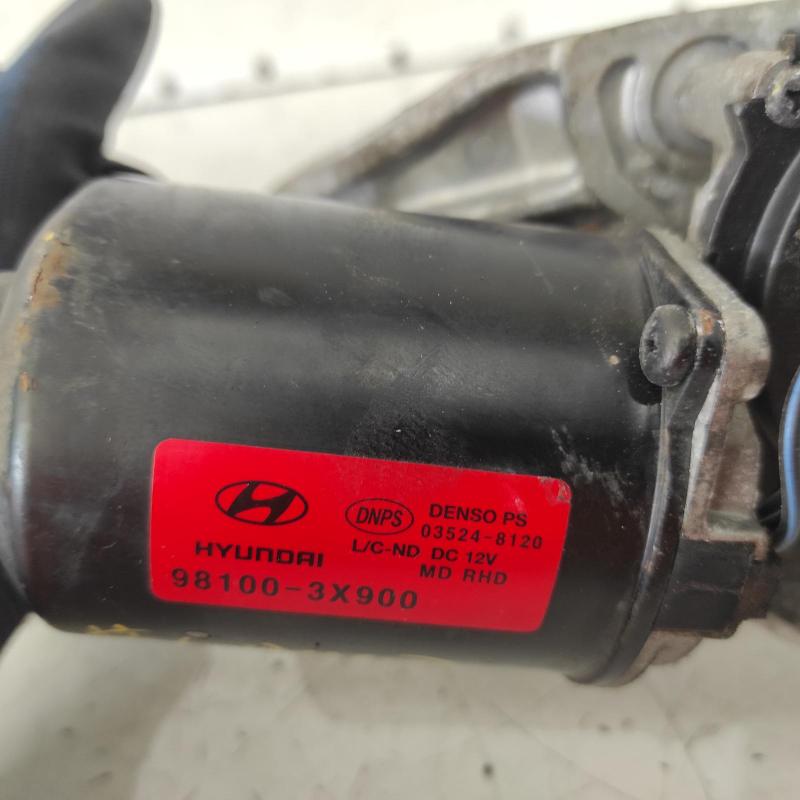 DNPS DENSO PS
03524-8120
HYUNDAI L/C-ND DC 12V
MD RHD
98100-3X900